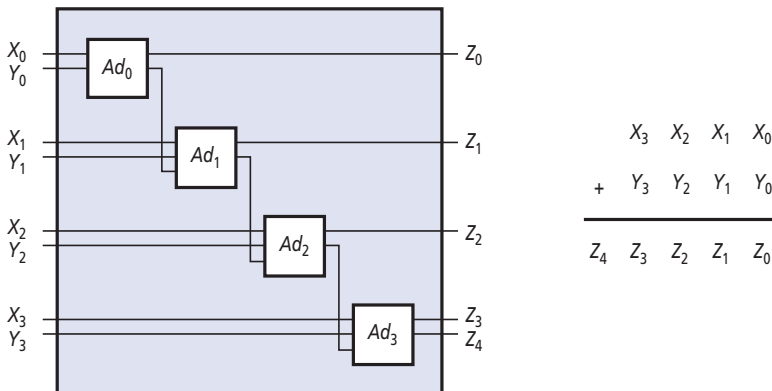 X₀ Z₀
Y₀ Ad₀
X₁ Z₁
Y₁ Ad₁
X₂ Z₂
Y₂ Ad₂
X₃ Z₃
Y₃ Ad₃ Z₄
X₃ X₂ X₁ X₀
+ Y₃ Y₂ Y₁ Y₀
Z₄ Z₃ Z₂ Z₁ Z₀